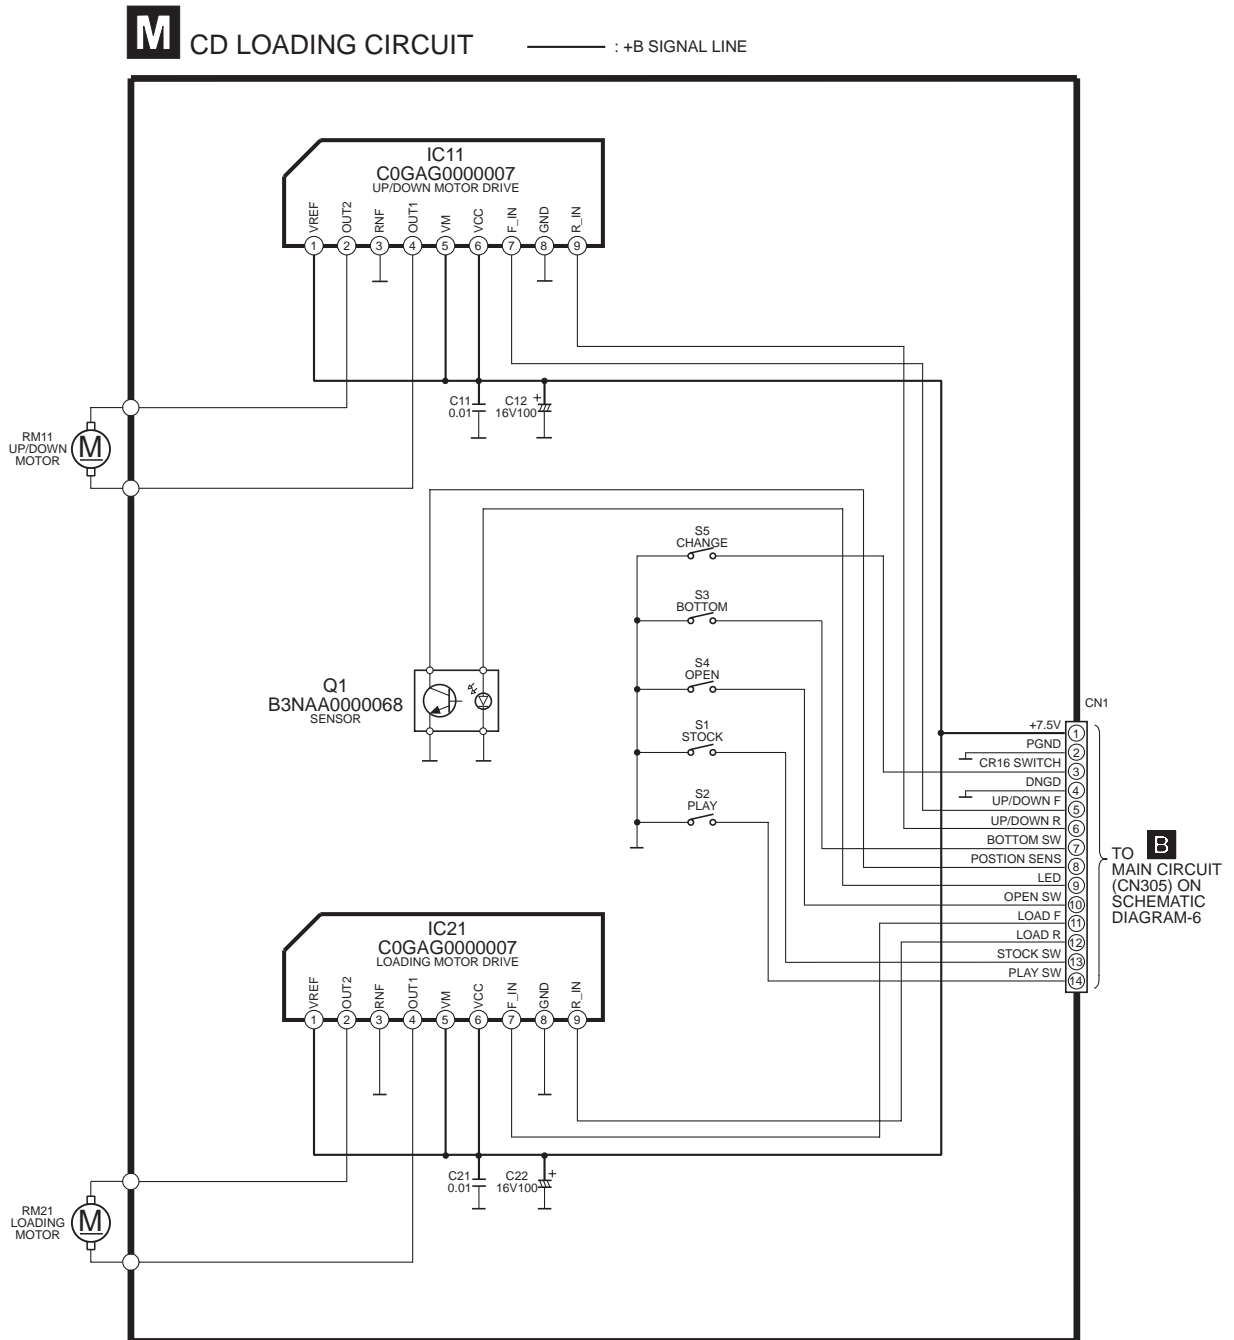 M CD LOADING CIRCUIT
: +B SIGNAL LINE
IC11
C0GAG0000007
UP/DOWN MOTOR DRIVE
VREF
OUT2
RNF
OUT1
VM
VCC
F_IN
GND
R_IN
1 2 3 4 5 6 7 8 9
C11
0.01
C12 +
16V100
RM11
UP/DOWN
MOTOR
M
S5
CHANGE
S3
BOTTOM
S4
OPEN
S1
STOCK
S2
PLAY
Q1
B3NAA0000068
SENSOR
CN1
+7.5V 1
PGND 2
CR16 SWITCH 3
DNGD 4
UP/DOWN F 5
UP/DOWN R 6
BOTTOM SW 7
POSTION SENS 8
LED 9
OPEN SW 10
LOAD F 11
LOAD R 12
STOCK SW 13
PLAY SW 14
TO B
MAIN CIRCUIT
(CN305) ON
SCHEMATIC
DIAGRAM-6
IC21
C0GAG0000007
LOADING MOTOR DRIVE
VREF
OUT2
RNF
OUT1
VM
VCC
F_IN
GND
R_IN
1 2 3 4 5 6 7 8 9
C21
0.01
C22 +
16V100
RM21
LOADING
MOTOR
M